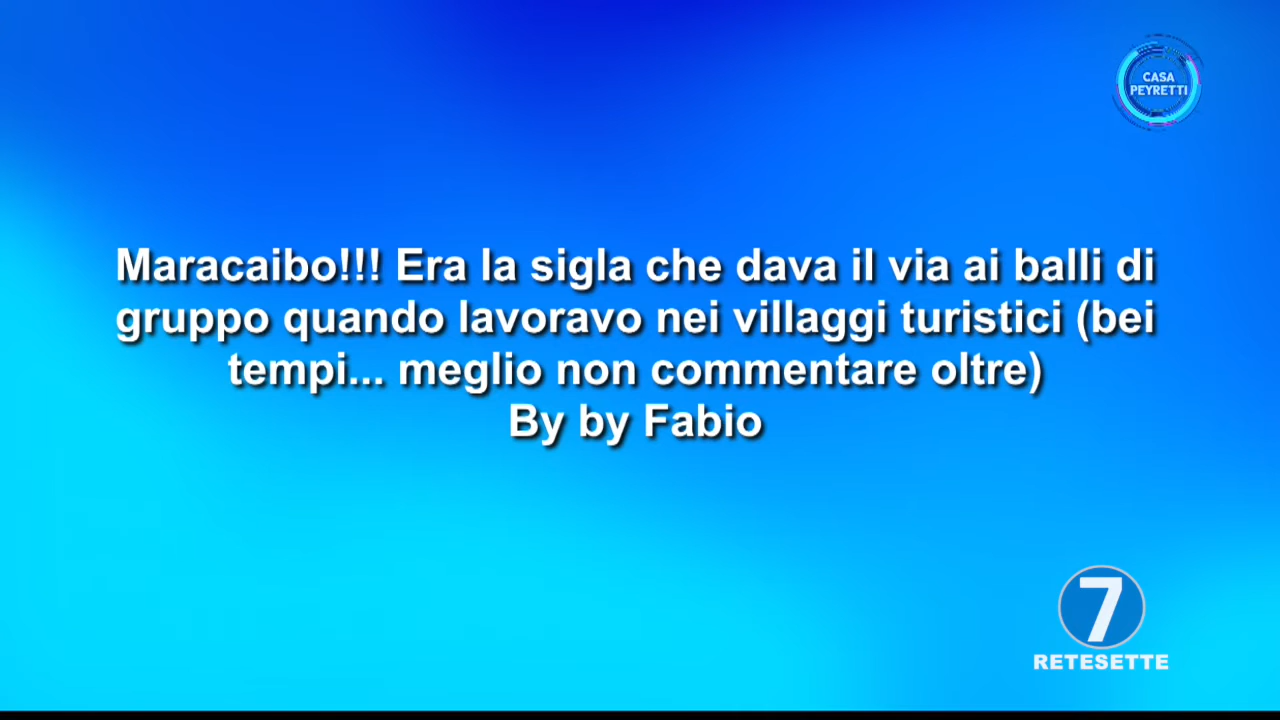 CASA
PEYRETTI
Maracaibo!!! Era la sigla che dava il via ai balli di
gruppo quando lavoravo nei villaggi turistici (bei
tempi... meglio non commentare oltre)
By by Fabio
7
RETESETTE